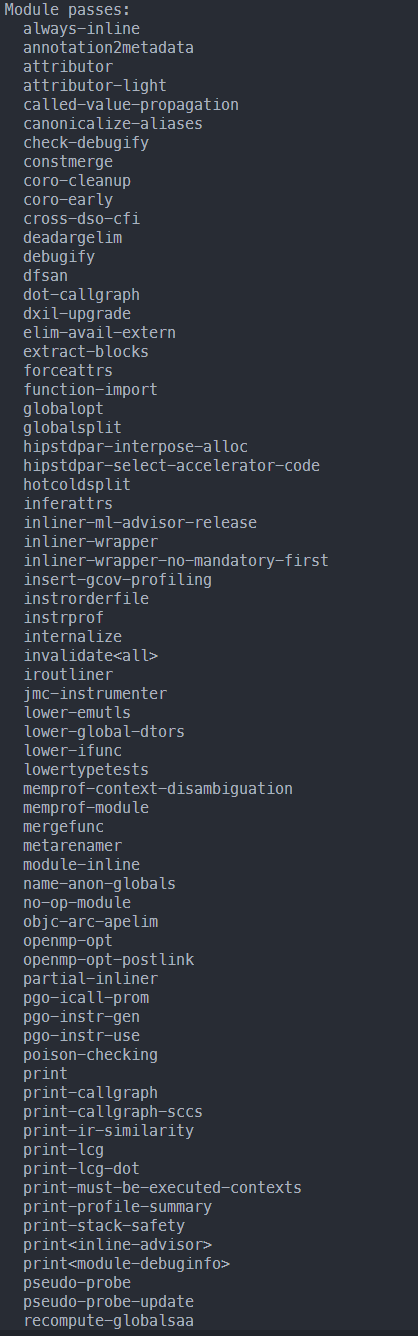 Module passes:
always-inline
annotation2metadata
attributor
attributor-light
called-value-propagation
canonicalize-aliases
check-debugify
constmerge
coro-cleanup
coro-early
cross-dso-cfi
deadargelim
debugify
dfsan
dot-callgraph
dxil-upgrade
elim-avail-extern
extract-blocks
forceattrs
function-import
globalopt
globalsplit
hipstdpar-interpose-alloc
hipstdpar-select-accelerator-code
hotcoldsplit
inferattrs
inliner-ml-advisor-release
inliner-wrapper
inliner-wrapper-no-mandatory-first
insert-gcov-profiling
instrorderfile
instrprof
internalize
invalidate<all>
iroutliner
jmc-instrumenter
lower-emutls
lower-global-dtors
lower-ifunc
lowertypetests
memprof-context-disambiguation
memprof-module
mergefunc
metarenamer
module-inline
name-anon-globals
no-op-module
objc-arc-apelim
openmp-opt
openmp-opt-postlink
partial-inliner
pgo-icall-prom
pgo-instr-gen
pgo-instr-use
poison-checking
print
print-callgraph
print-callgraph-sccs
print-ir-similarity
print-lcg
print-lcg-dot
print-must-be-executed-contexts
print-profile-summary
print-stack-safety
print<inline-advisor>
print<module-debuginfo>
pseudo-probe
pseudo-probe-update
recompute-globalsaa